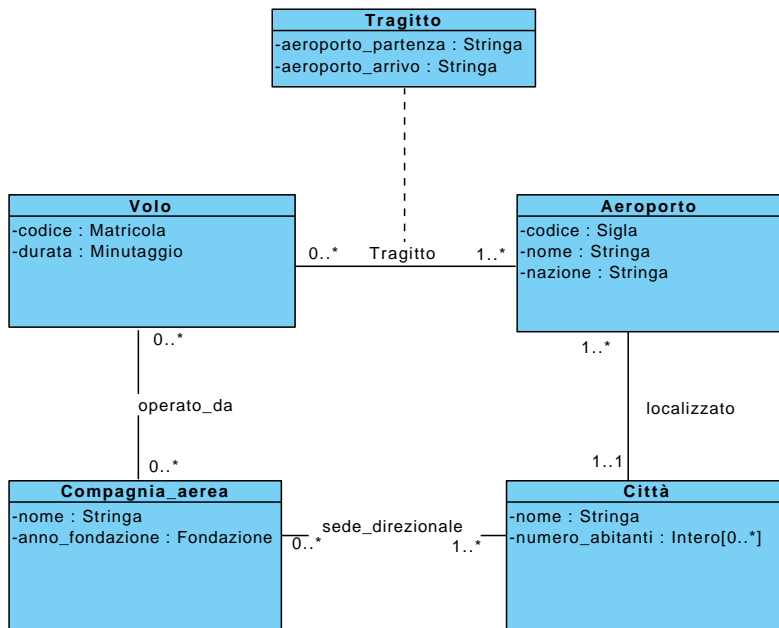 Tragitto
-aeroporto_partenza : Stringa
-aeroporto_arrivo : Stringa
Volo
-codice : Matricola
-durata : Minutaggio
Aeroporto
-codice : Sigla
-nome : Stringa
-nazione : Stringa
0..*
Tragitto
1..*
0..*
operato_da
0..*
1..*
localizzato
1..1
Compagnia_aerea
-nome : Stringa
-anno_fondazione : Fondazione
0..*
sede_direzionale
1..*
Città
-nome : Stringa
-numero_abitanti : Intero[0..*]